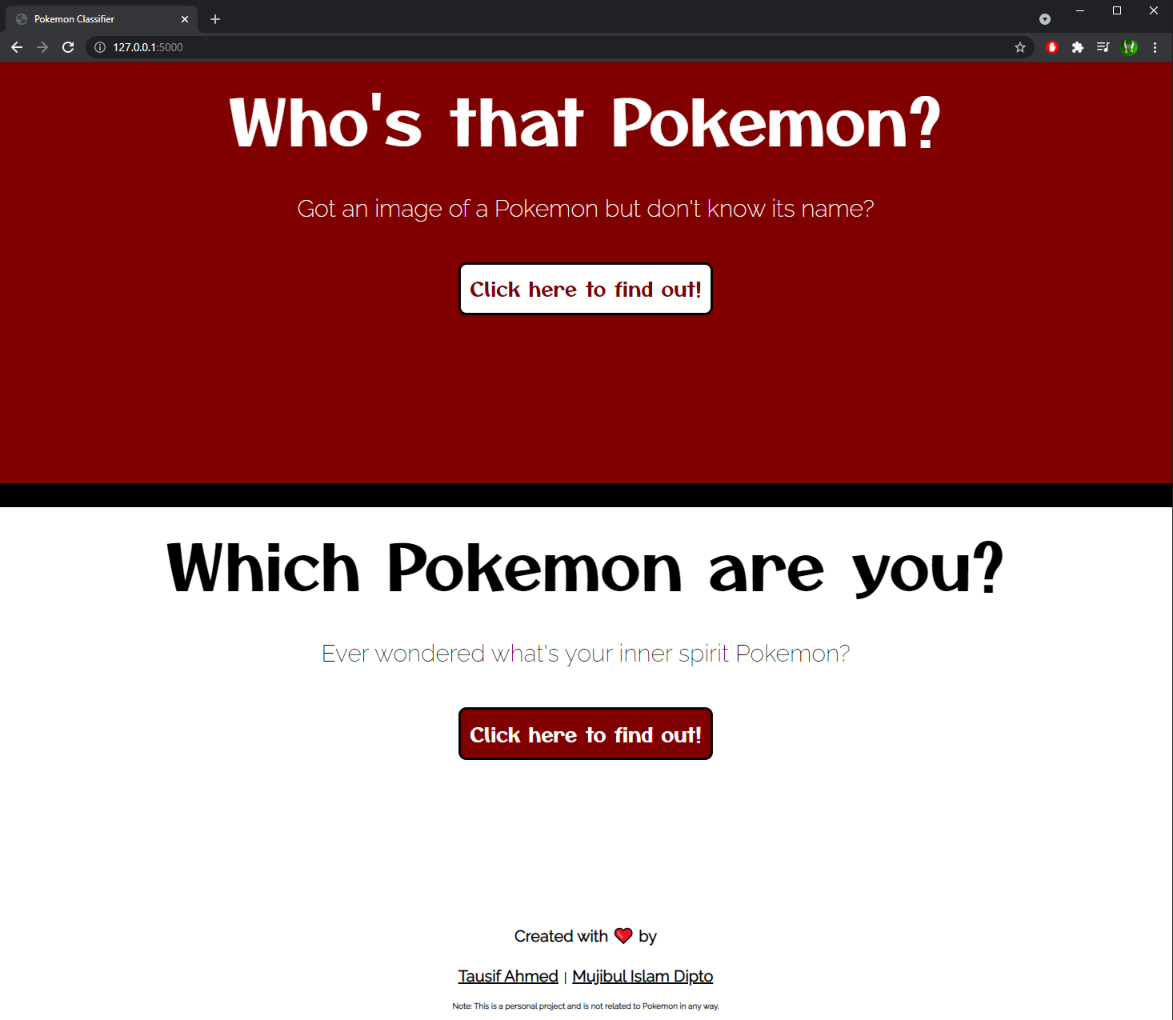 Pokemon Classifier
127.0.0.1:5000
Who's that Pokemon?
Got an image of a Pokemon but don't know its name?
Click here to find out!
Which Pokemon are you?
Ever wondered what's your inner spirit Pokemon?
Click here to find out!
Created with ❤️ by
Tausif Ahmed | Mujibul Islam Dipto
Note: This is a personal project and is not related to Pokemon in any way.